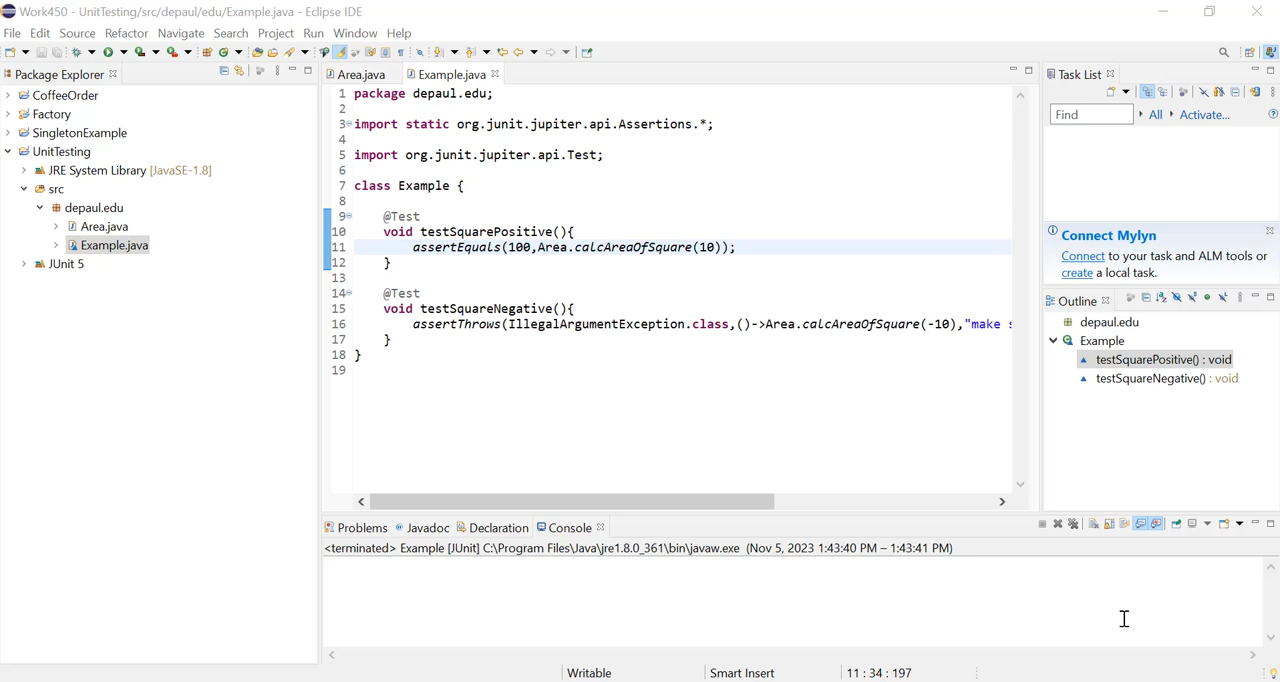 Work450 - UnitTesting/src/depaul/edu/Example.java - Eclipse IDE
File Edit Source Refactor Navigate Search Project Run Window Help
Package Explorer
CoffeeOrder
Factory
SingletonExample
UnitTesting
JRE System Library [JavaSE-1.8]
src
depaul.edu
Area.java
Example.java
JUnit 5
Area.java Example.java
1 package depaul.edu;
2
3 import static org.junit.jupiter.api.Assertions.*;
4
5 import org.junit.jupiter.api.Test;
6
7 class Example {
8
9 @Test
10 void testSquarePositive(){
11 assertEquals(100,Area.calcAreaOfSquare(10));
12 }
13
14 @Test
15 void testSquareNegative(){
16 assertThrows(IllegalArgumentException.class,()->Area.calcAreaOfSquare(-10),"make s
17 }
18 }
19
Task List
Find All Activate...
Connect Mylyn
Connect to your task and ALM tools or
create a local task.
Outline
depaul.edu
Example
testSquarePositive() : void
testSquareNegative() : void
Problems Javadoc Declaration Console
<terminated> Example [JUnit] C:\Program Files\Java\jre1.8.0_361\bin\javaw.exe (Nov 5, 2023 1:43:40 PM – 1:43:41 PM)
Writable Smart Insert 11 : 34 : 197